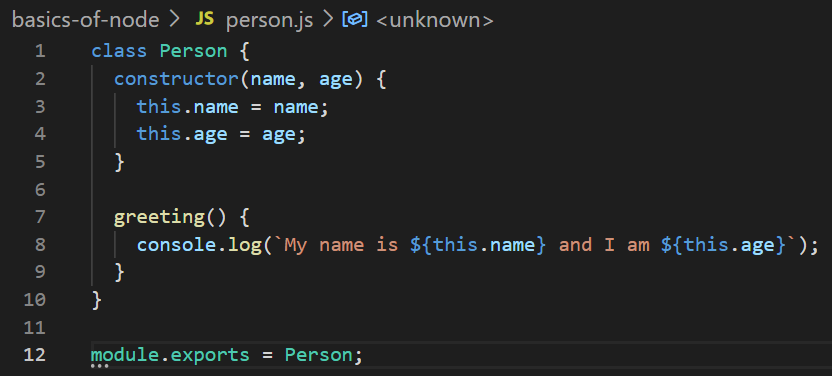 basics-of-node > JS person.js > <unknown>
1 class Person {
2   constructor(name, age) {
3     this.name = name;
4     this.age = age;
5   }
6
7   greeting() {
8     console.log(`My name is ${this.name} and I am ${this.age}`);
9   }
10 }
11
12 module.exports = Person;